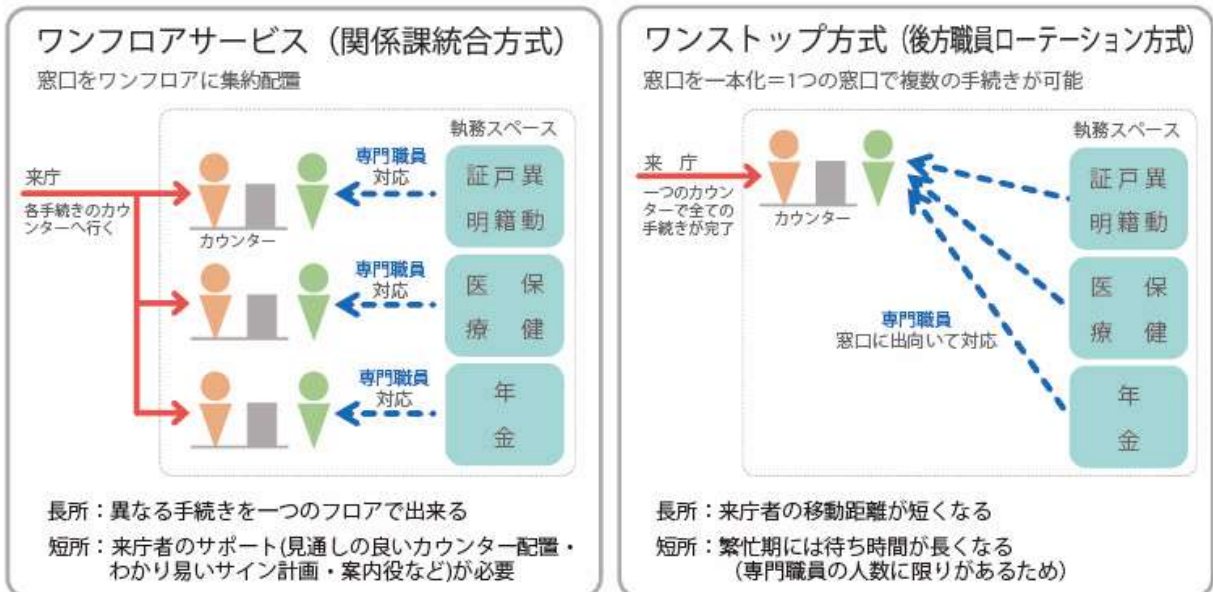 ワンフロアサービス（関係課統合方式）
窓口をワンフロアに集約配置
執務スペース
来庁
各手続きのカウ
ンターへ行く
カウンター
専門職員
対応
証戸異
明籍動
専門職員
対応
医保
療健
専門職員
対応
年
金
長所：異なる手続きを一つのフロアで出来る
短所：来庁者のサポート(見通しの良いカウンター配置・
わかり易いサイン計画・案内役など)が必要
ワンストップ方式（後方職員ローテーション方式）
窓口を一本化＝1つの窓口で複数の手続きが可能
執務スペース
来 庁
一つのカウン
ターで全ての
手続きが完了
カウンター
証戸異
明籍動
医保
療健
専門職員
窓口に出向いて対応
年
金
長所：来庁者の移動距離が短くなる
短所：繁忙期には待ち時間が長くなる
（専門職員の人数に限りがあるため）